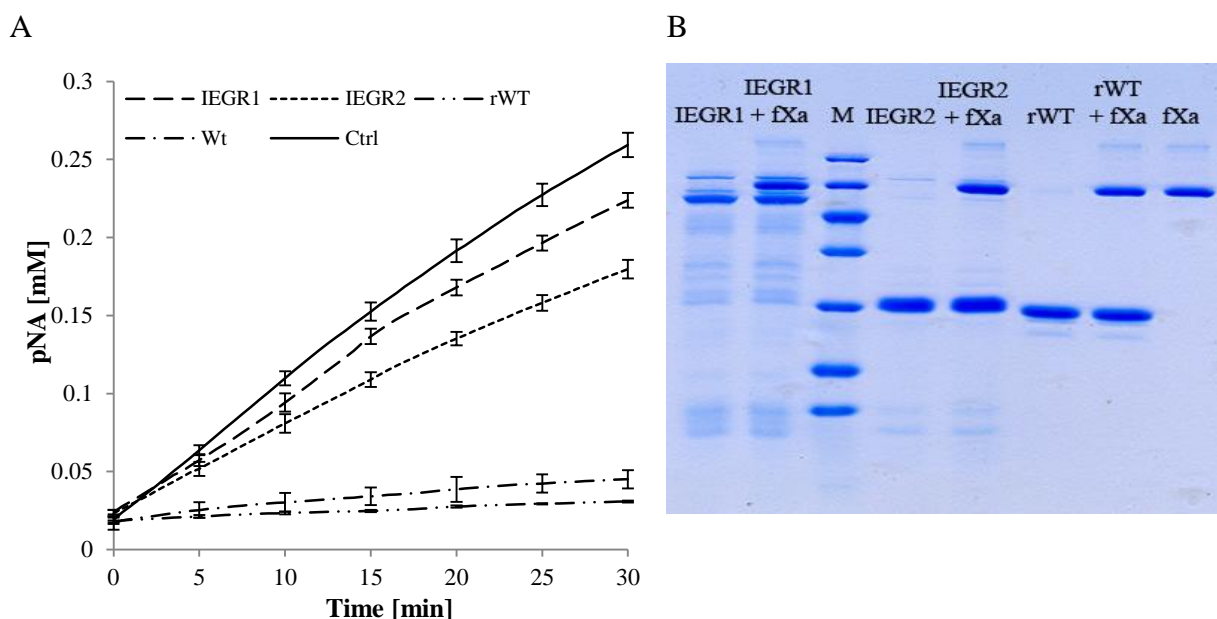 A
B
0.3
IEGR1
IEGR2
rWT
Wt
Ctrl
0.25
0.2
0.15
0.1
0.05
0
pNA [mM]
0 5 10 15 20 25 30
Time [min]
IEGR1 IEGR2 rWT
IEGR1 + fXa M IEGR2 + fXa rWT + fXa fXa